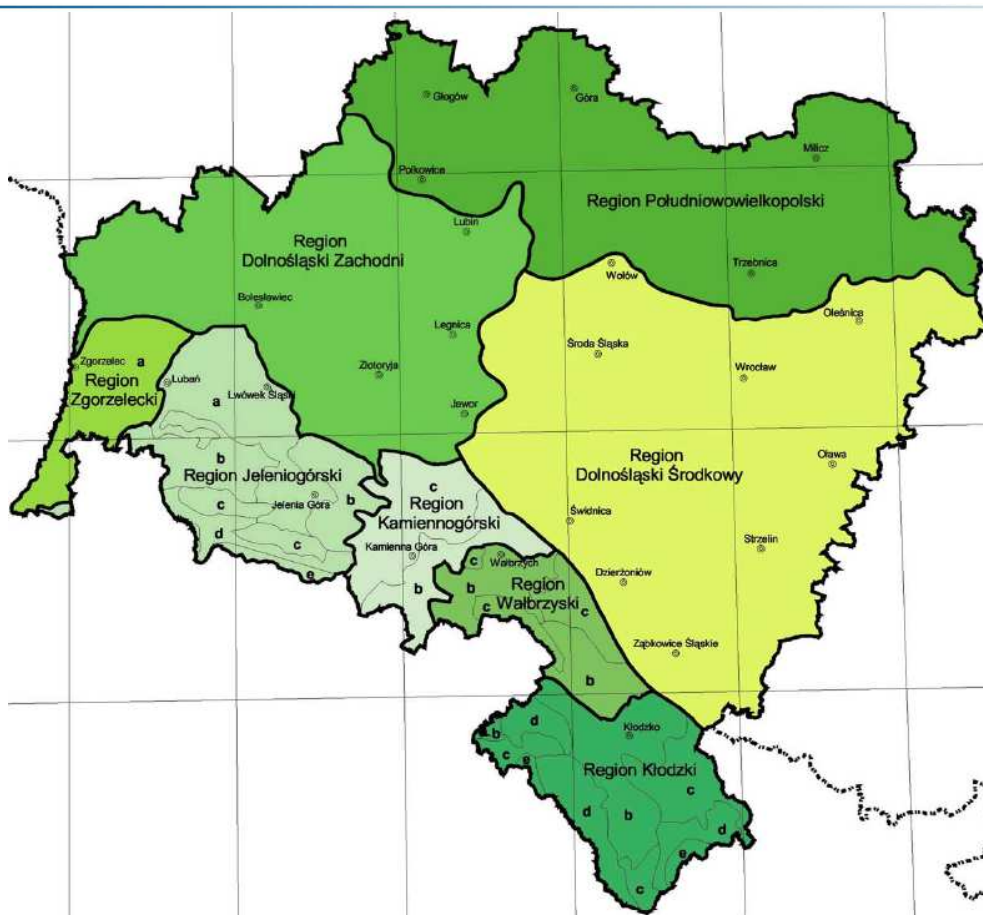 Głogów
Góra
Milicz
Polkowice
Region Południowowielkopolski
Lubin
Region
Dolnośląski Zachodni
Trzebnica
Wołów
Bolesławiec
Oleśnica
Legnica
Środa Śląska
Zgorzelec
a
Region
Zgorzelecki
Lubań
Lwówek Śląski
Złotoryja
Wrocław
a
Jawor
b
Region Jeleniogórski
Region
Dolnośląski Środkowy
Oława
c
Jelenia Góra
b
c
Region
Kamiennogórski
Świdnica
d
c
e
Kamienna Góra
b
Strzelin
c
Wałbrzych
b
c
Region
Wałbrzyski
c
Dzierżoniów
Ząbkowice Śląskie
b
d
b
c
e
Kłodzko
Region Kłodzki
c
d
b
d
e
c